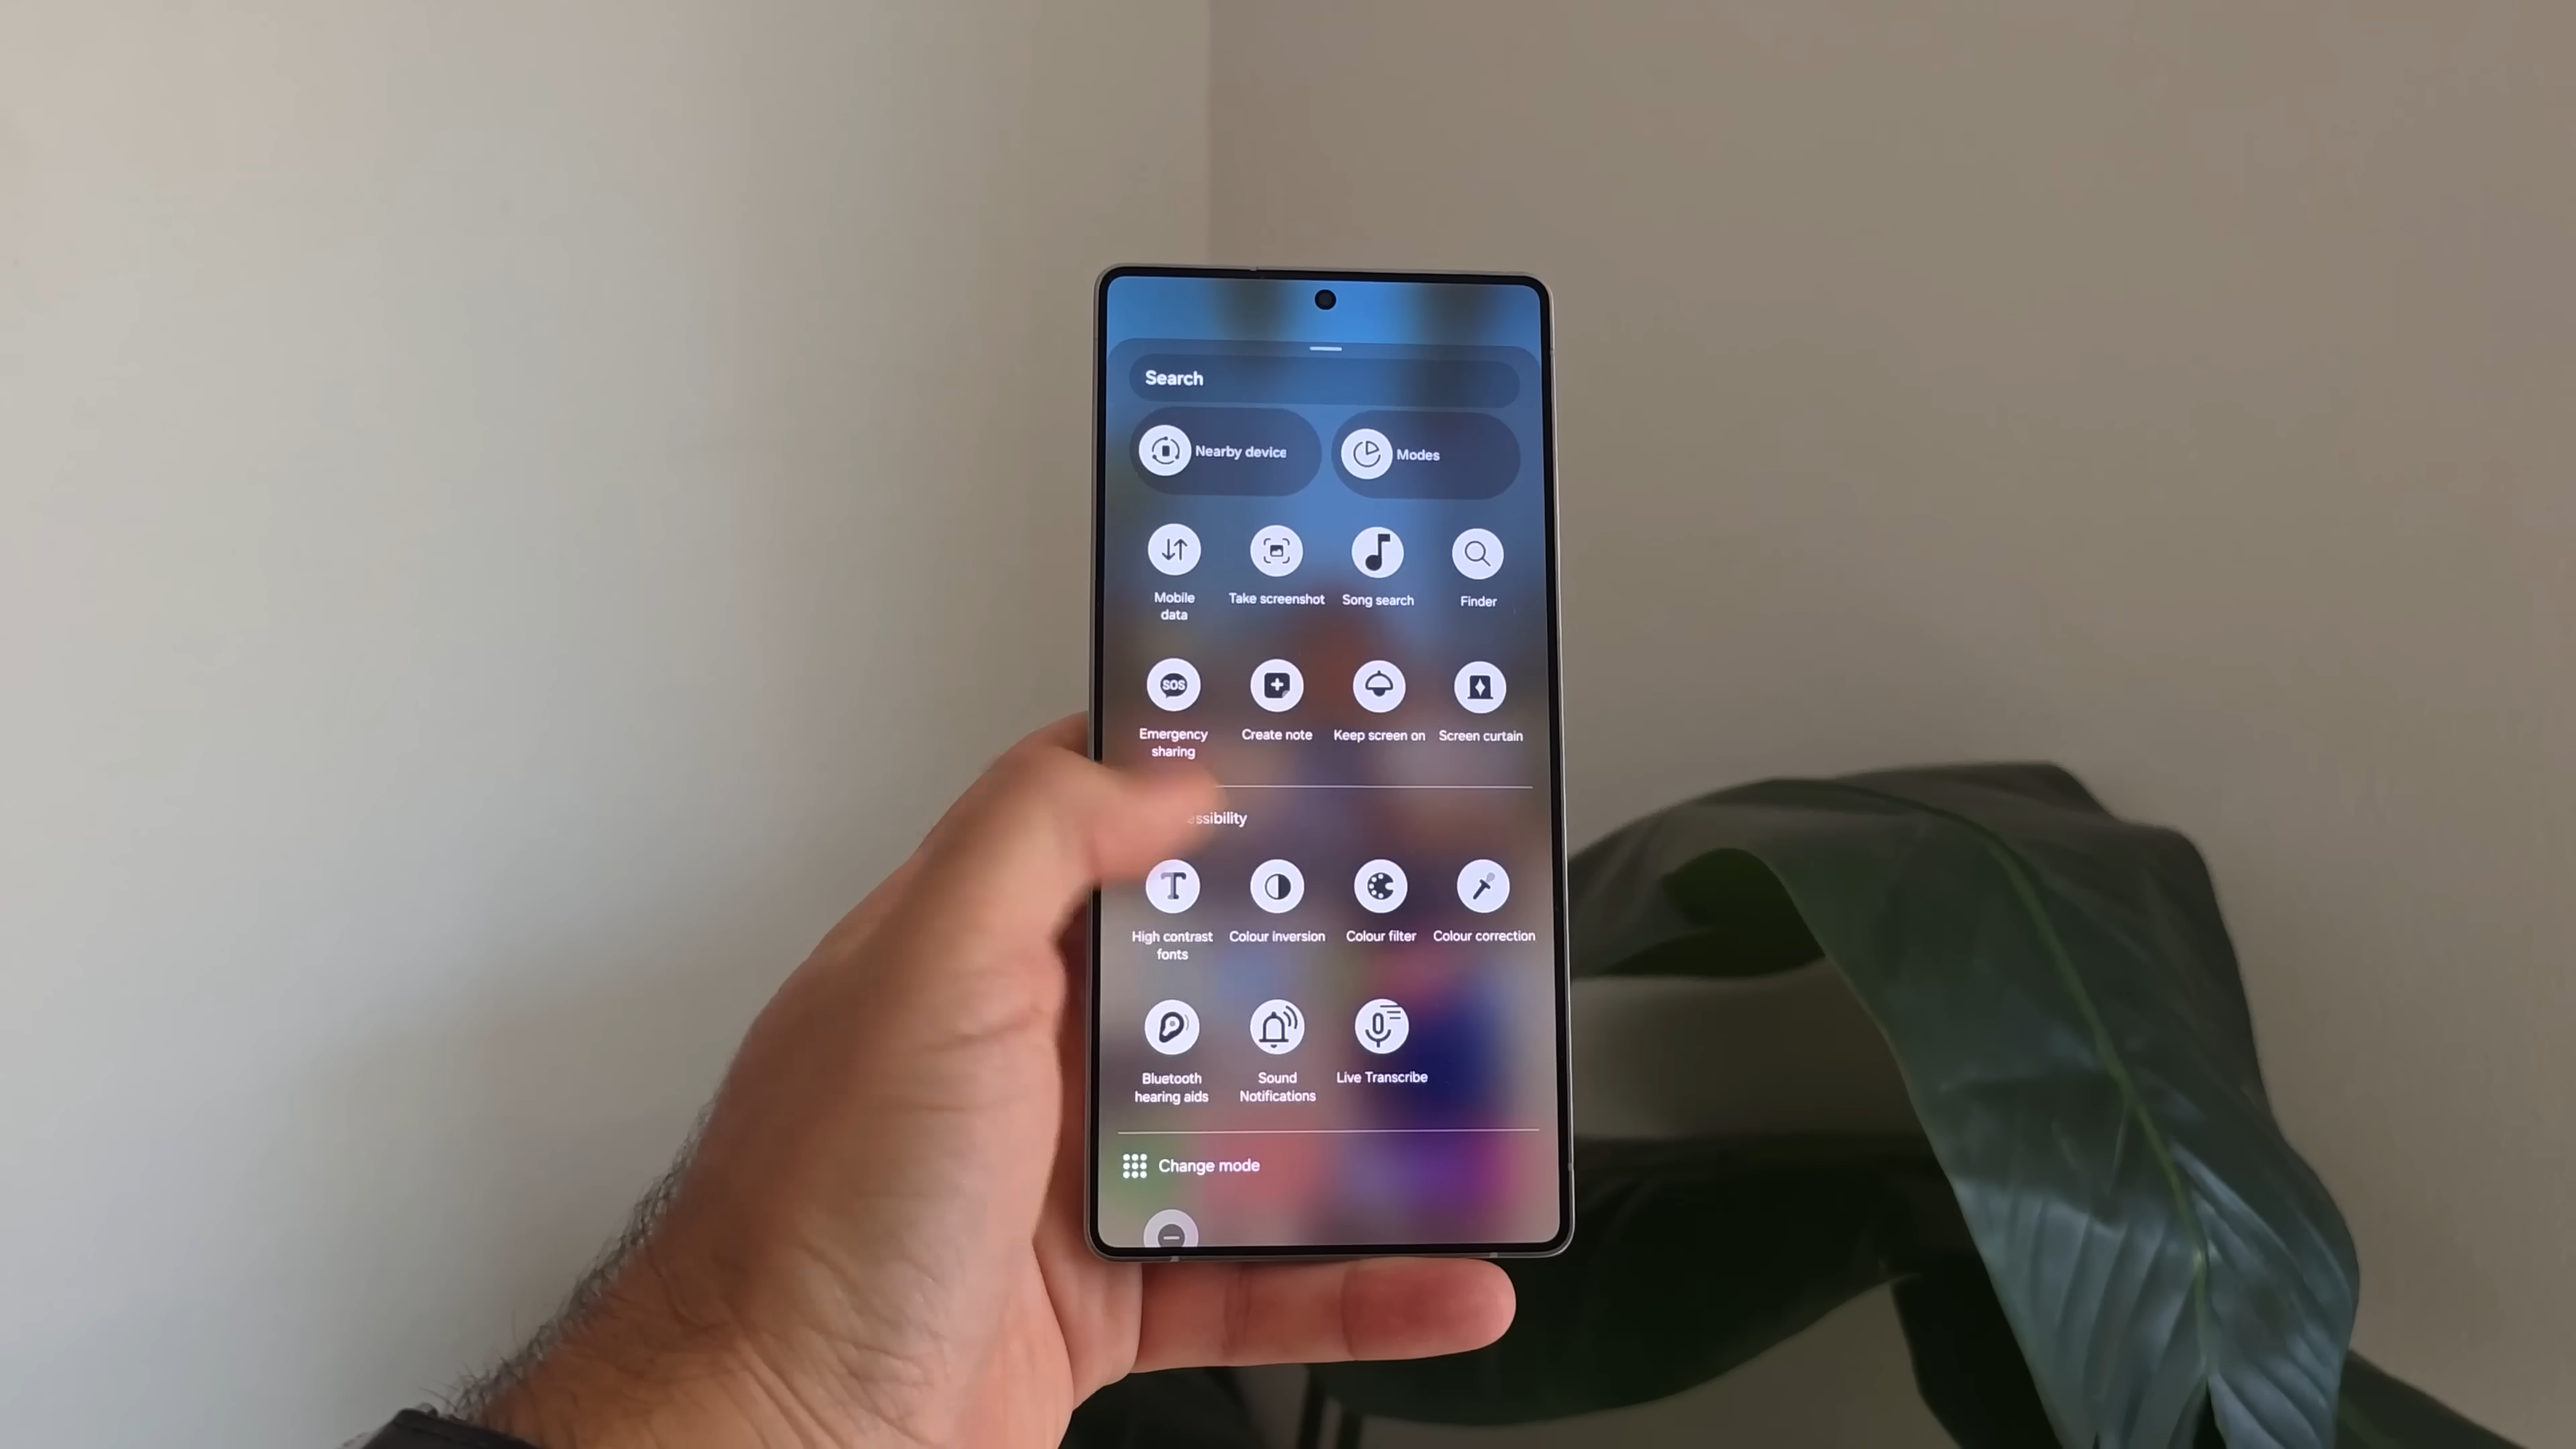 Search
Nearby device
Modes
Mobile
data
Take screenshot
Song search
Finder
SOS
Emergency
sharing
Create note
Keep screen on
Screen curtain
essibility
High contrast
fonts
Colour inversion
Colour filter
Colour correction
Bluetooth
hearing aids
Sound
Notifications
Live Transcribe
Change mode